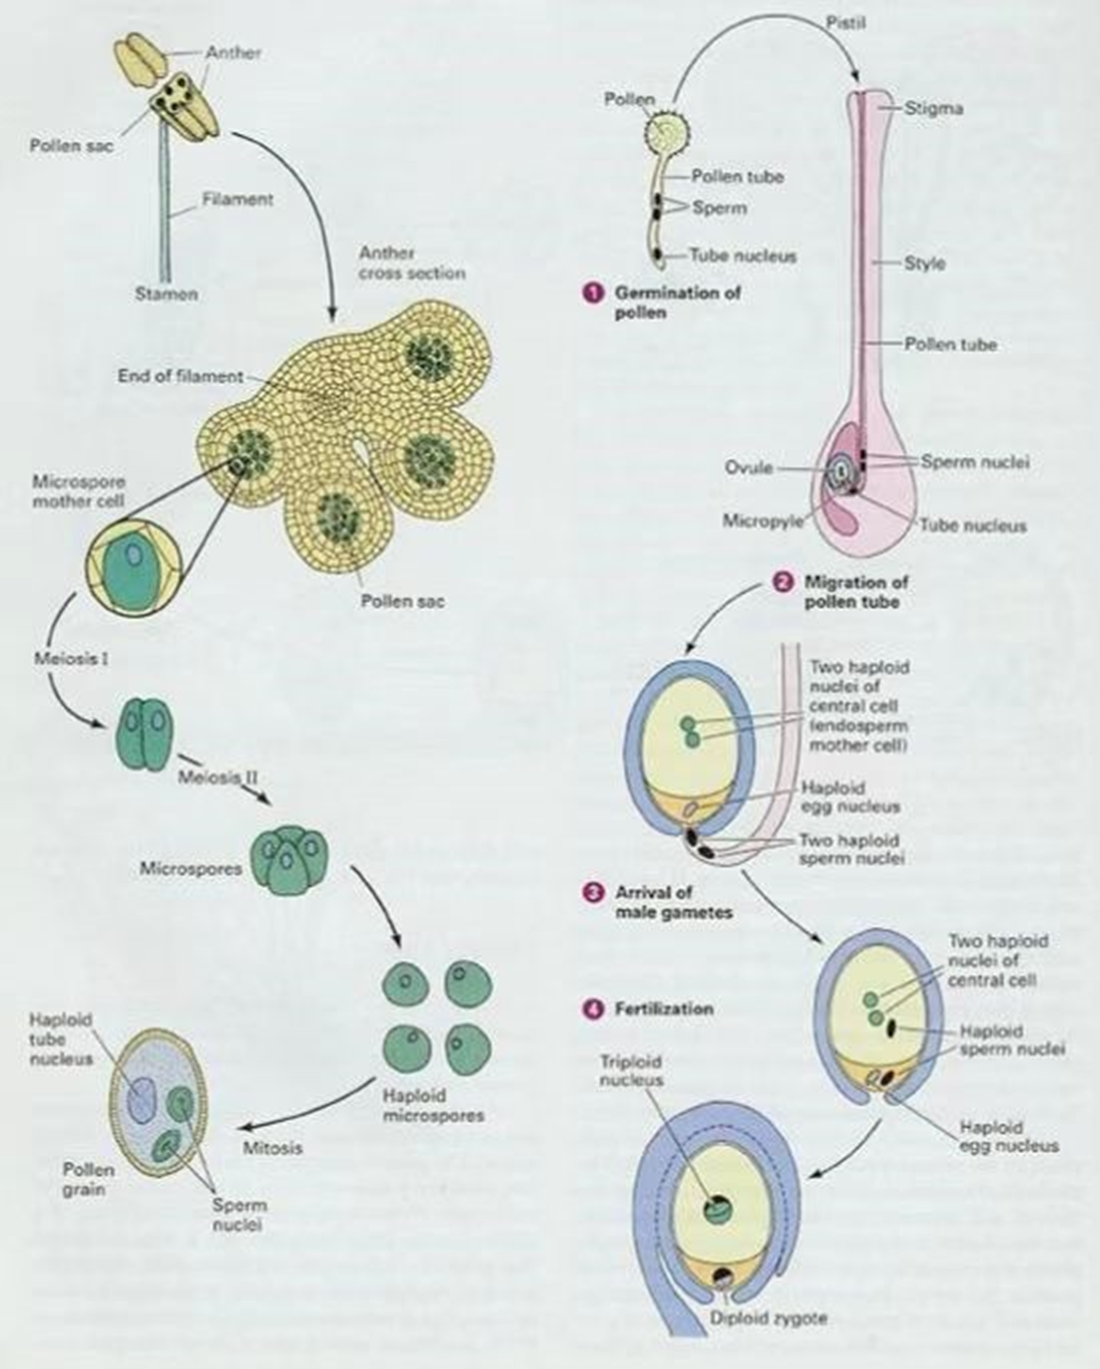 Anther
Pollen sac
Filament
Stamen
Anther
cross section
End of filament
Microspore
mother cell
Pollen sac
Meiosis I
Meiosis II
Microspores
Haploid
microspores
Haploid
tube
nucleus
Mitosis
Pollen
grain
Sperm
nuclei
Pistil
Pollen
Stigma
Pollen tube
Sperm
Tube nucleus
Style
1 Germination of
pollen
Pollen tube
Ovule
Sperm nuclei
Micropyle
Tube nucleus
2 Migration of
pollen tube
Two haploid
nuclei of
central cell
(endosperm
mother cell)
Haploid
egg nucleus
Two haploid
sperm nuclei
3 Arrival of
male gametes
Two haploid
nuclei of
central cell
4 Fertilization
Haploid
sperm nuclei
Triploid
nucleus
Haploid
egg nucleus
Diploid zygote